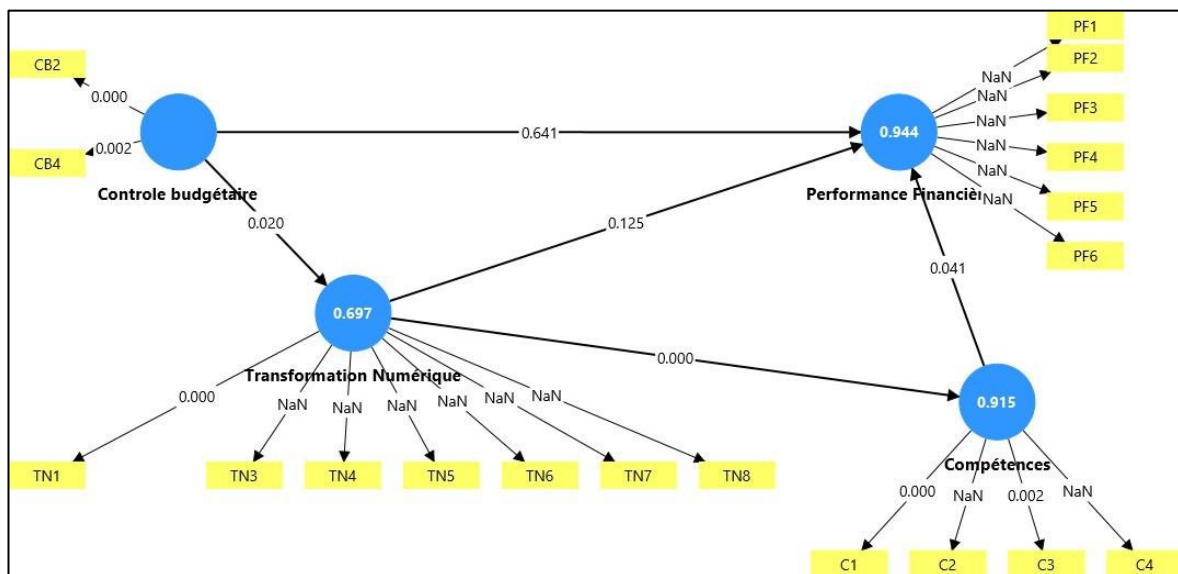 PF1
CB2
PF2
NaN
0.000
NaN
PF3
NaN
0.641
0.944
NaN
PF4
0.002
CB4
NaN
Controle budgétaire
Performance Financièr
NaN
PF5
0.020
0.125
PF6
0.041
0.697
0.000
Transformation Numérique
0.000
NaN
NaN
NaN
NaN
NaN
NaN
0.915
Compétences
TN1
TN3
TN4
TN5
TN6
TN7
TN8
0.000
NaN
0.002
NaN
C1
C2
C3
C4